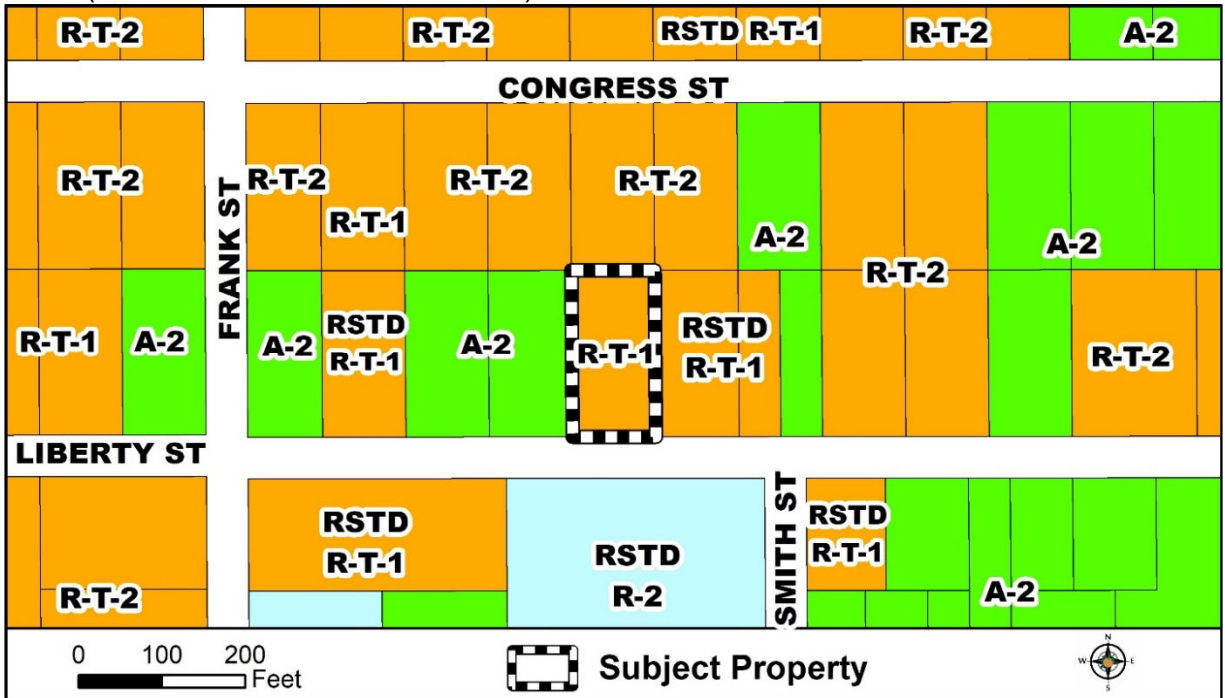 R-T-2
R-T-2
RSTD R-T-1
R-T-2
A-2
CONGRESS ST
R-T-2
FRANK ST
R-T-2
R-T-1
R-T-2
R-T-2
A-2
R-T-2
A-2
R-T-1
A-2
A-2
RSTD
R-T-1
A-2
R-T-1
RSTD
R-T-1
R-T-2
LIBERTY ST
R-T-2
RSTD
R-T-1
RSTD
R-2
SMITH ST
RSTD
R-T-1
A-2
0 100 200
Feet
Subject Property
N
W
E
S